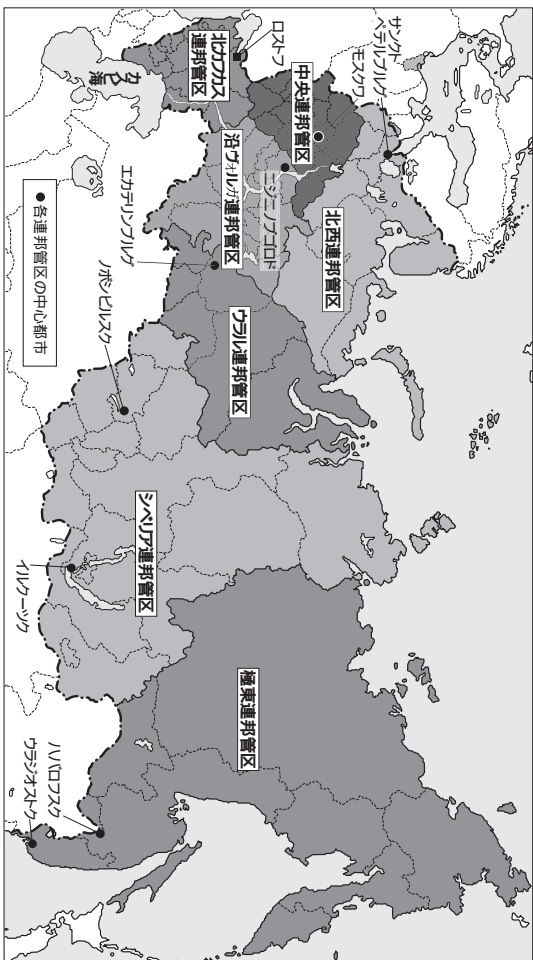 サンクト
ペテルブルグ
モスクワ
ロストフ
中央連邦管区
北カフカス
連邦管区
カスピ
海
北西連邦管区
ニジニノブゴロド
沿ヴォルガ連邦管区
エカテリンブルグ
ウラル連邦管区
ノボシビルスク
●各連邦管区の中心都市
シベリア連邦管区
イルクーツク
極東連邦管区
ハバロフスク
ウラジオストク